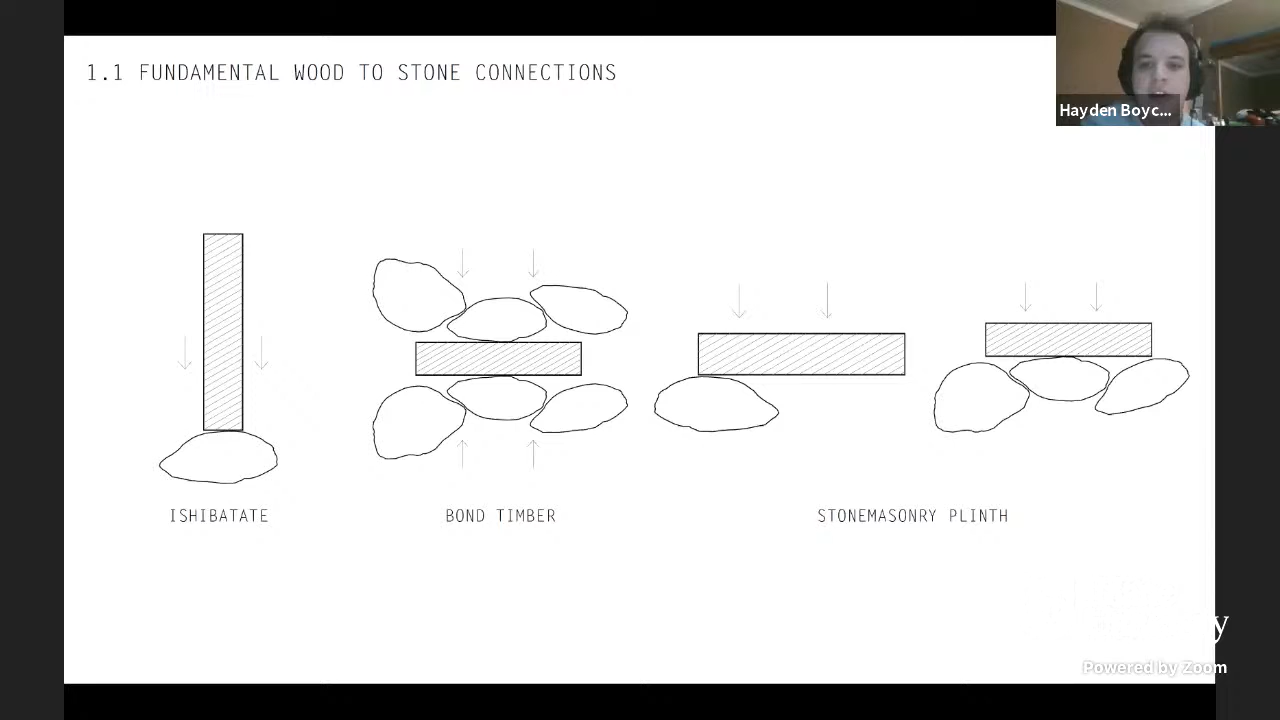 1.1 FUNDAMENTAL WOOD TO STONE CONNECTIONS
Hayden Boyc...
ISHIBATATE
BOND TIMBER
STONEMASONRY PLINTH
y
Powered by Zoom